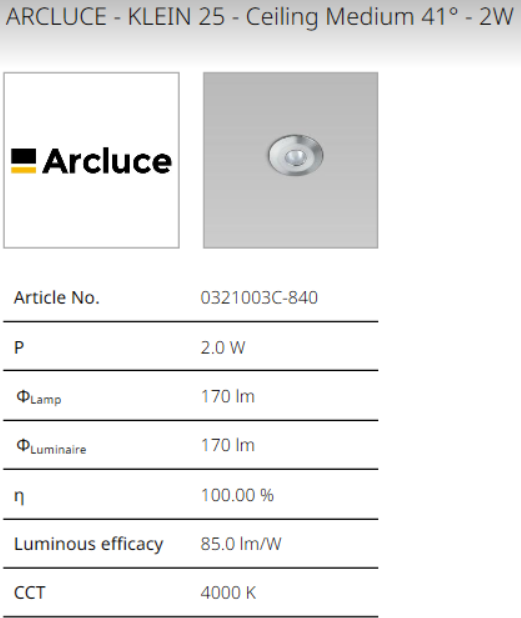 ARCLUCE - KLEIN 25 - Ceiling Medium 41° - 2W
Arcluce
Article No. 0321003C-840
P 2.0 W
ΦLamp 170 lm
ΦLuminaire 170 lm
η 100.00 %
Luminous efficacy 85.0 lm/W
CCT 4000 K